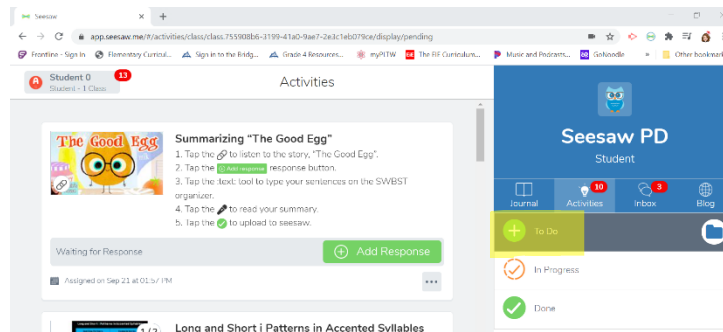 Seesaw
app.seesaw.me/#/activities/class/class.755908b6-3199-41a0-9ae7-2e3c1eb079ce/display/pending
Frontline - Sign In
Elementary Curricul...
Sign in to the Bridg...
Grade 4 Resources...
myPITW
The EIF Curriculum...
Music and Podcasts...
GoNoodle
Other bookmark
Student 0
13
Student - 1 Class
Activities
The Good Egg
Summarizing "The Good Egg"
1. Tap the to listen to the story, "The Good Egg".
2. Tap the Add response response button.
3. Tap the :text: tool to type your sentences on the SWBST
organizer.
4. Tap the to read your summary.
5. Tap the to upload to seesaw.
Waiting for Response
Add Response
Assigned on Sep 21 at 01:57 PM
1/2
Long and Short i Patterns in Accented Syllables
Seesaw PD
Student
10
3
Journal
Activities
Inbox
Blog
To Do
In Progress
Done